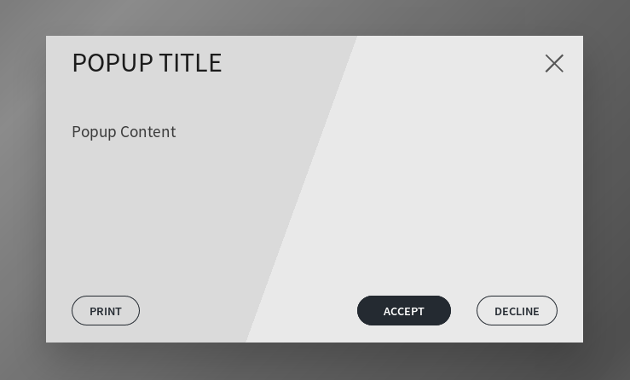 POPUP TITLE
Popup Content
PRINT
ACCEPT
DECLINE